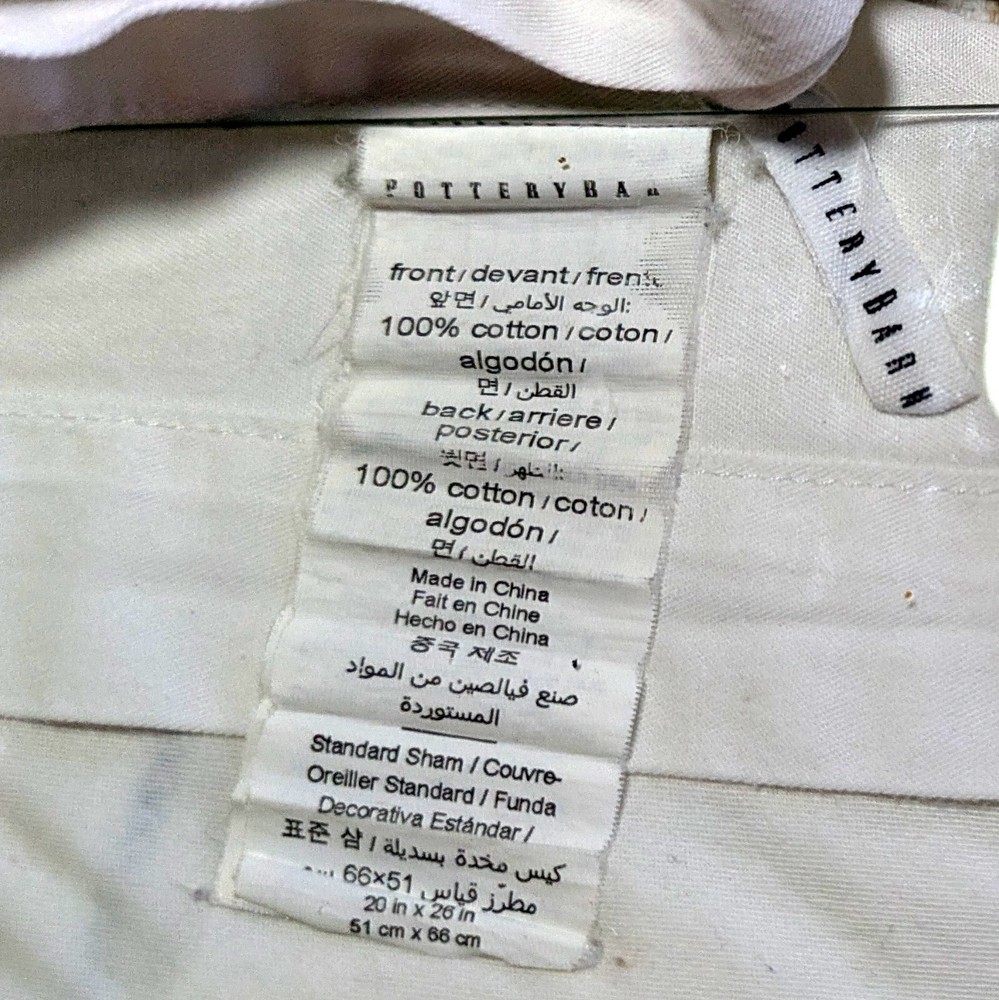 POTTERYBA
front/devant/frent
앞면/الوجه الأمامي:
100% cotton/coton/
algodón/
면/القطن
back/arriere/
posterior/
뒷면/
100% cotton/coton/
algodón/
면/القطن
Made in China
Fait en Chine
Hecho en China
중국 제조
صنع فيالصين من المواد
المستوردة
Standard Sham / Couvre-
Oreiller Standard / Funda
Decorativa Estándar /
표준 샴 / كيس مخدة بسديلة
مطرّز قياس 51×66
20 in x 26 in
51 cm x 66 cm
OTTERYBARN